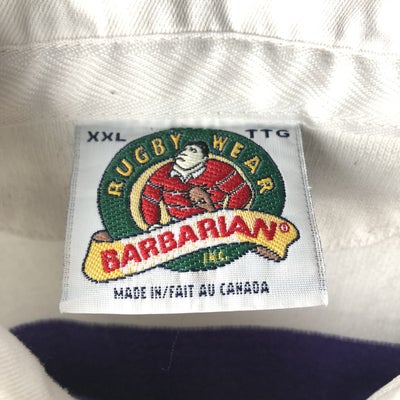 XXL TTG
RUGBY WEAR
BARBARIAN®
INC.
MADE IN/FAIT AU CANADA